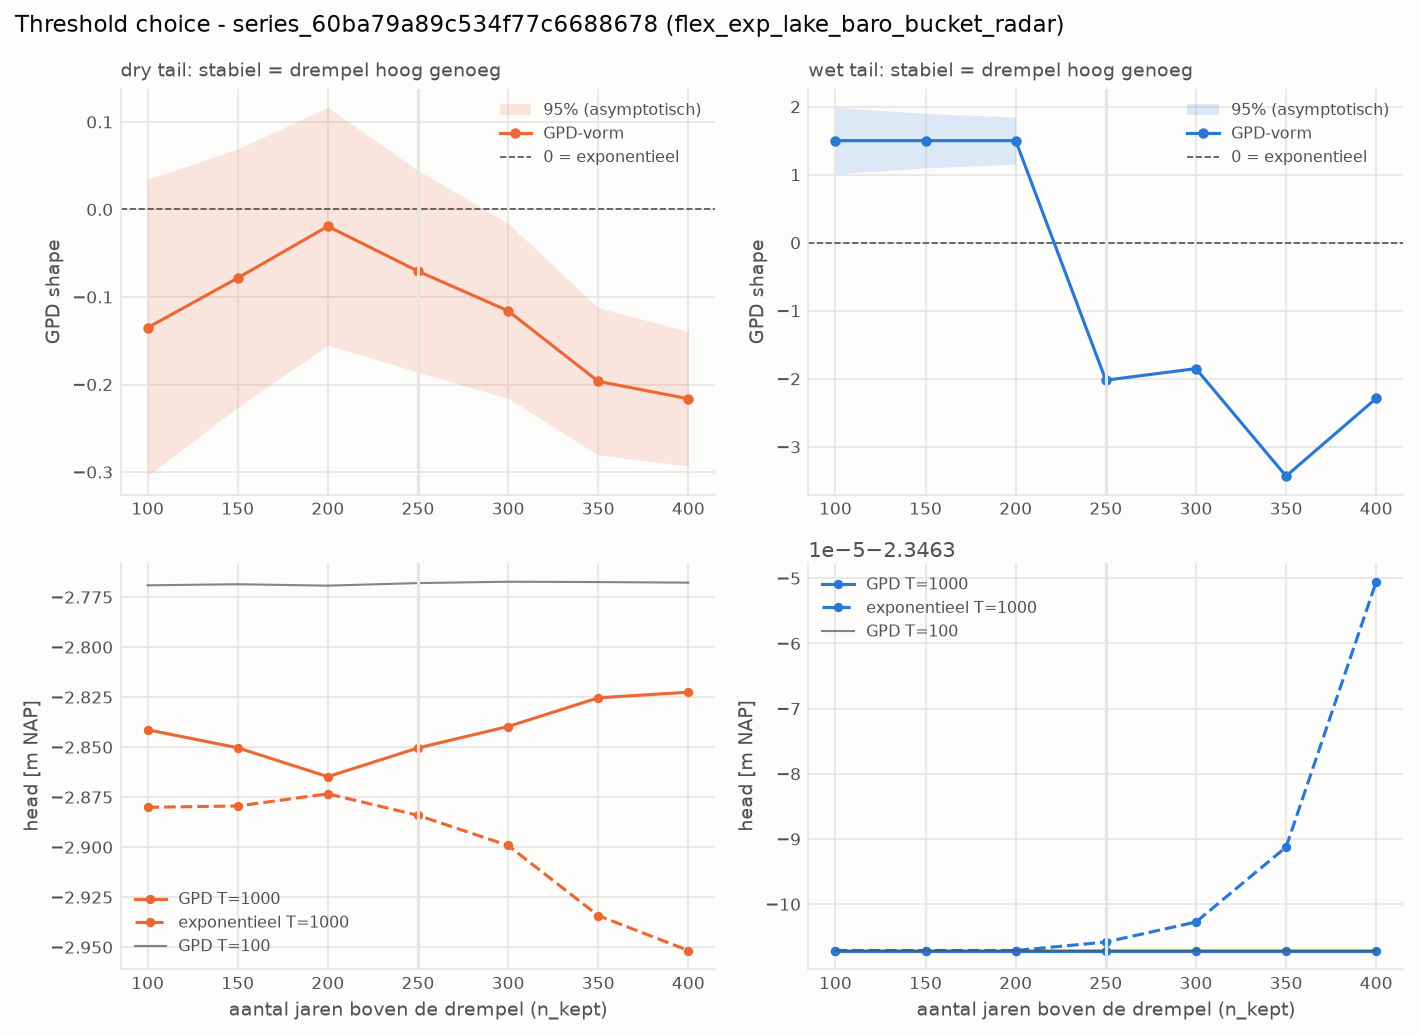 Threshold choice - series_60ba79a89c534f77c6688678 (flex_exp_lake_baro_bucket_radar)
dry tail: stabiel = drempel hoog genoeg
95% (asymptotisch)
GPD-vorm
0 = exponentieel
GPD shape
0.1
0.0
−0.1
−0.2
−0.3
100 150 200 250 300 350 400
wet tail: stabiel = drempel hoog genoeg
95% (asymptotisch)
GPD-vorm
0 = exponentieel
GPD shape
2
1
0
−1
−2
−3
100 150 200 250 300 350 400
head [m NAP]
−2.775
−2.800
−2.825
−2.850
−2.875
−2.900
−2.925
−2.950
GPD T=1000
exponentieel T=1000
GPD T=100
100 150 200 250 300 350 400
aantal jaren boven de drempel (n_kept)
1e−5−2.3463
GPD T=1000
exponentieel T=1000
GPD T=100
head [m NAP]
−5
−6
−7
−8
−9
−10
100 150 200 250 300 350 400
aantal jaren boven de drempel (n_kept)